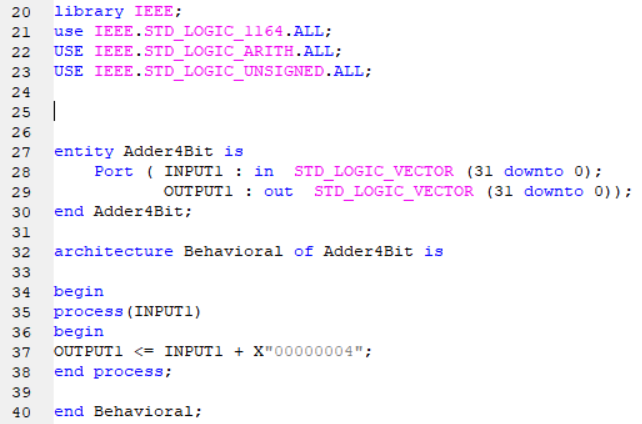 20 library IEEE;
21 use IEEE.STD_LOGIC_1164.ALL;
22 USE IEEE.STD_LOGIC_ARITH.ALL;
23 USE IEEE.STD_LOGIC_UNSIGNED.ALL;
24
25
26
27 entity Adder4Bit is
28     Port ( INPUT1 : in  STD_LOGIC_VECTOR (31 downto 0);
29            OUTPUT1 : out  STD_LOGIC_VECTOR (31 downto 0));
30 end Adder4Bit;
31
32 architecture Behavioral of Adder4Bit is
33
34 begin
35 process(INPUT1)
36 begin
37 OUTPUT1 <= INPUT1 + X"00000004";
38 end process;
39
40 end Behavioral;